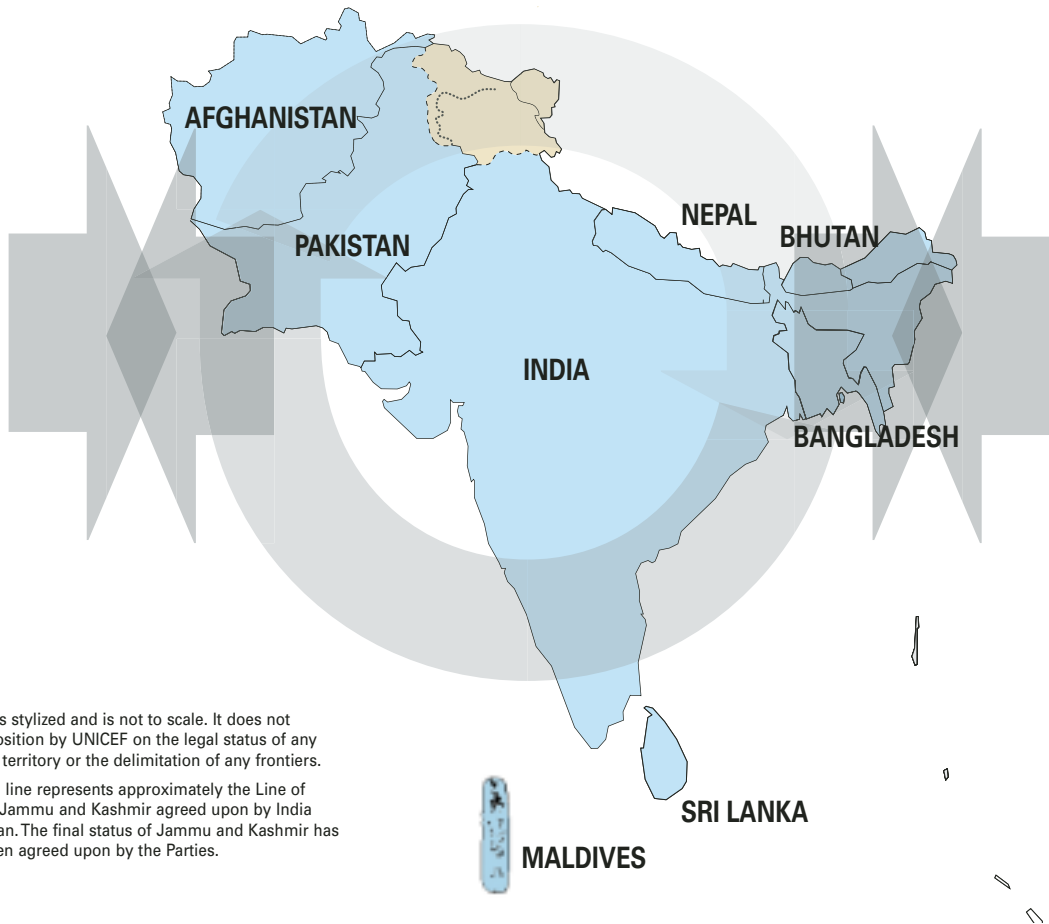 AFGHANISTAN
NEPAL
BHUTAN
PAKISTAN
INDIA
BANGLADESH
s stylized and is not to scale. It does not
osition by UNICEF on the legal status of any
territory or the delimitation of any frontiers.
line represents approximately the Line of
Jammu and Kashmir agreed upon by India
an. The final status of Jammu and Kashmir has
en agreed upon by the Parties.
SRI LANKA
MALDIVES